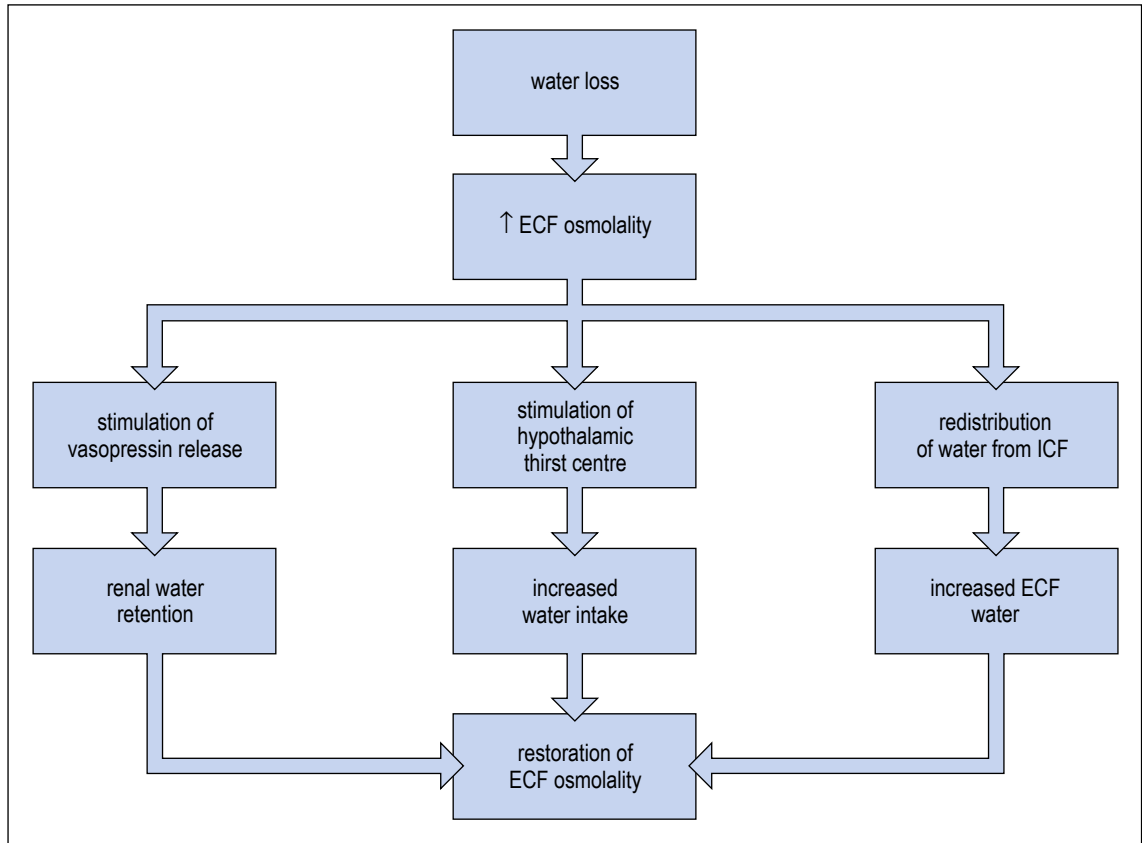 water loss
↑ ECF osmolality
stimulation of
vasopressin release
stimulation of
hypothalamic
thirst centre
redistribution
of water from ICF
renal water
retention
increased
water intake
increased ECF
water
restoration of
ECF osmolality